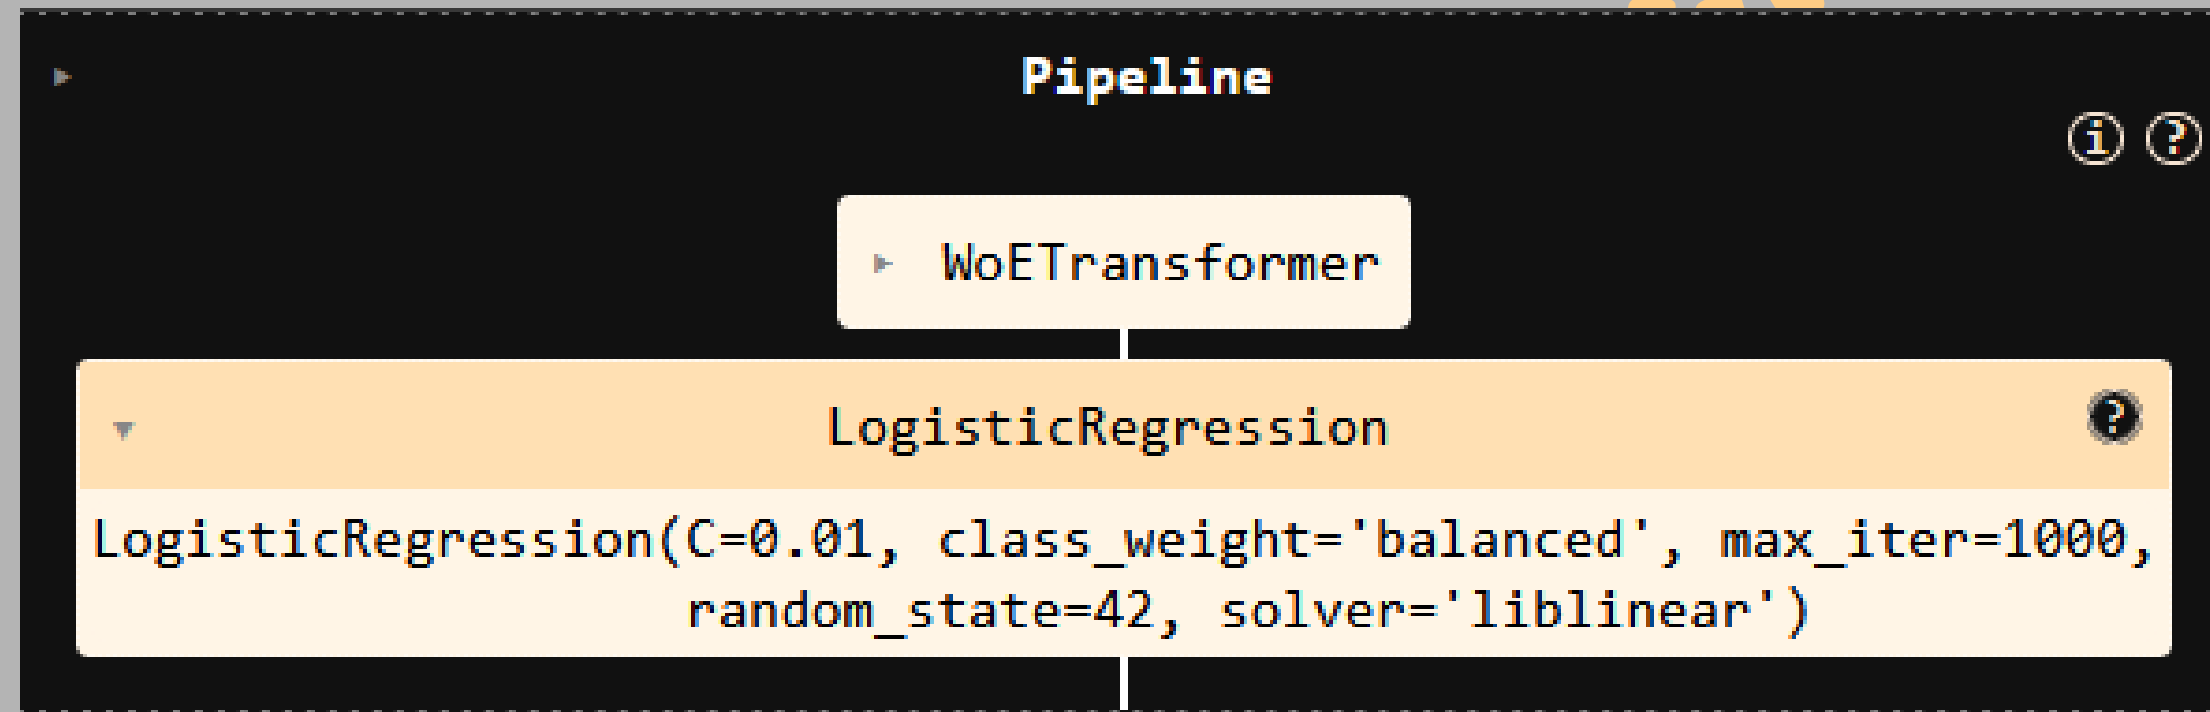 Pipeline
i ?
WoETransformer
LogisticRegression ?
LogisticRegression(C=0.01, class_weight='balanced', max_iter=1000,
random_state=42, solver='liblinear')